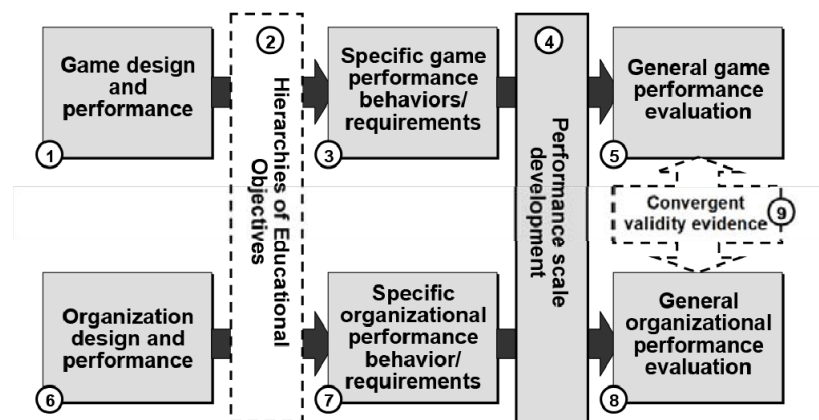 Game design
and
performance
1
2
Hierarchies of Educational
Objectives
Specific game
performance
behaviors/
requirements
3
4
Performance scale
development
General game
performance
evaluation
5
Convergent
validity evidence
9
Organization
design and
performance
6
Specific
organizational
performance
behavior/
requirements
7
General
organizational
performance
evaluation
8